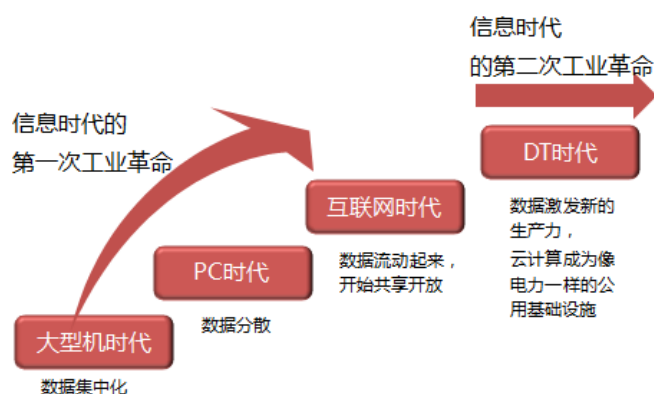 信息时代
的第二次工业革命
信息时代的
第一次工业革命
DT时代
数据激发新的
生产力，
云计算成为像
电力一样的公
用基础设施
互联网时代
数据流动起来，
开始共享开放
PC时代
数据分散
大型机时代
数据集中化